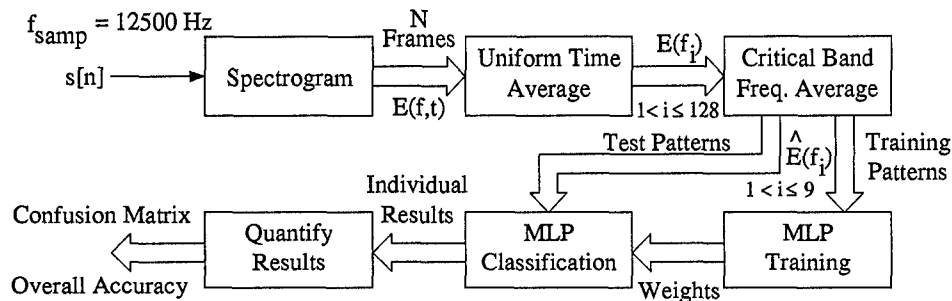 f_samp = 12500 Hz
s[n]
Spectrogram
N
Frames
E(f,t)
Uniform Time
Average
E(f_i)
1< i ≤ 128
Critical Band
Freq. Average
Test Patterns
^E(f_i)
1 < i ≤ 9
Training
Patterns
Confusion Matrix
Overall Accuracy
Quantify
Results
Individual
Results
MLP
Classification
Weights
MLP
Training